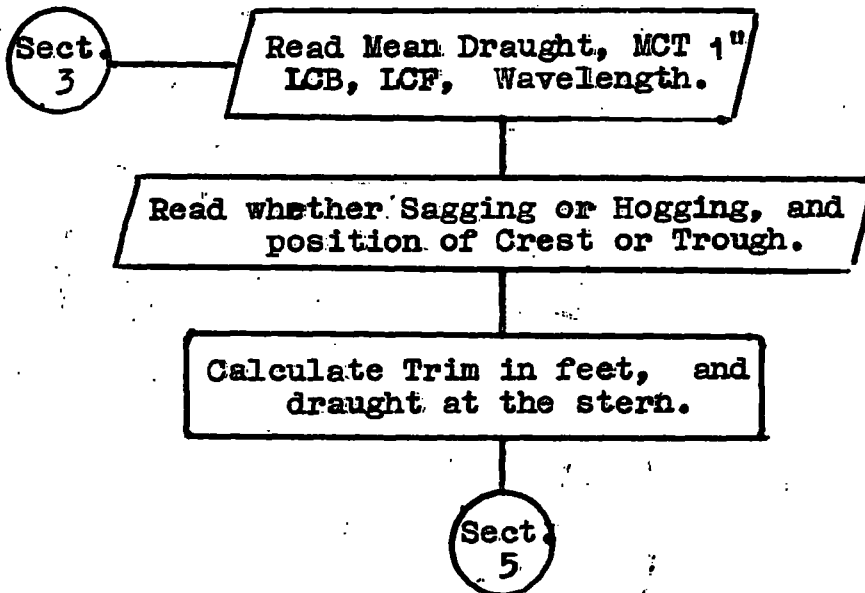 Sect.
3
Read Mean Draught, MCT 1"
LCB, LCF, Wavelength.
Read whether Sagging or Hogging, and
position of Crest or Trough.
Calculate Trim in feet, and
draught at the stern.
Sect.
5